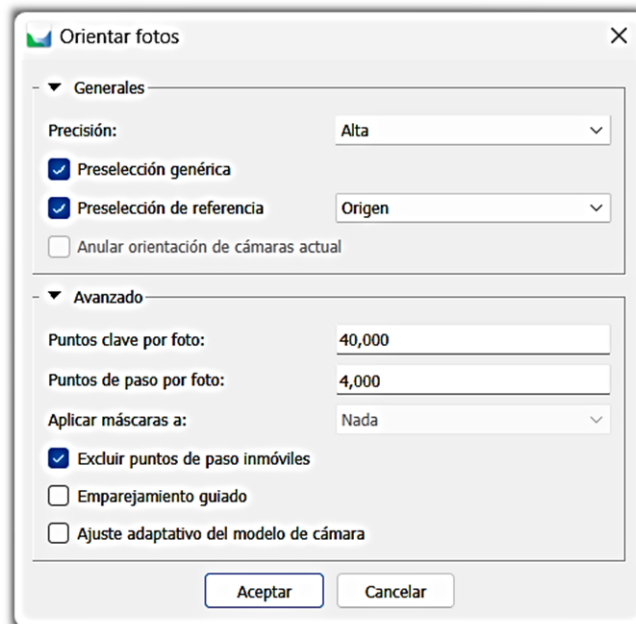 Orientar fotos
Generales
Precisión: Alta
Preselección genérica
Preselección de referencia Origen
Anular orientación de cámaras actual
Avanzado
Puntos clave por foto: 40,000
Puntos de paso por foto: 4,000
Aplicar máscaras a: Nada
Excluir puntos de paso inmóviles
Emparejamiento guiado
Ajuste adaptativo del modelo de cámara
Aceptar Cancelar